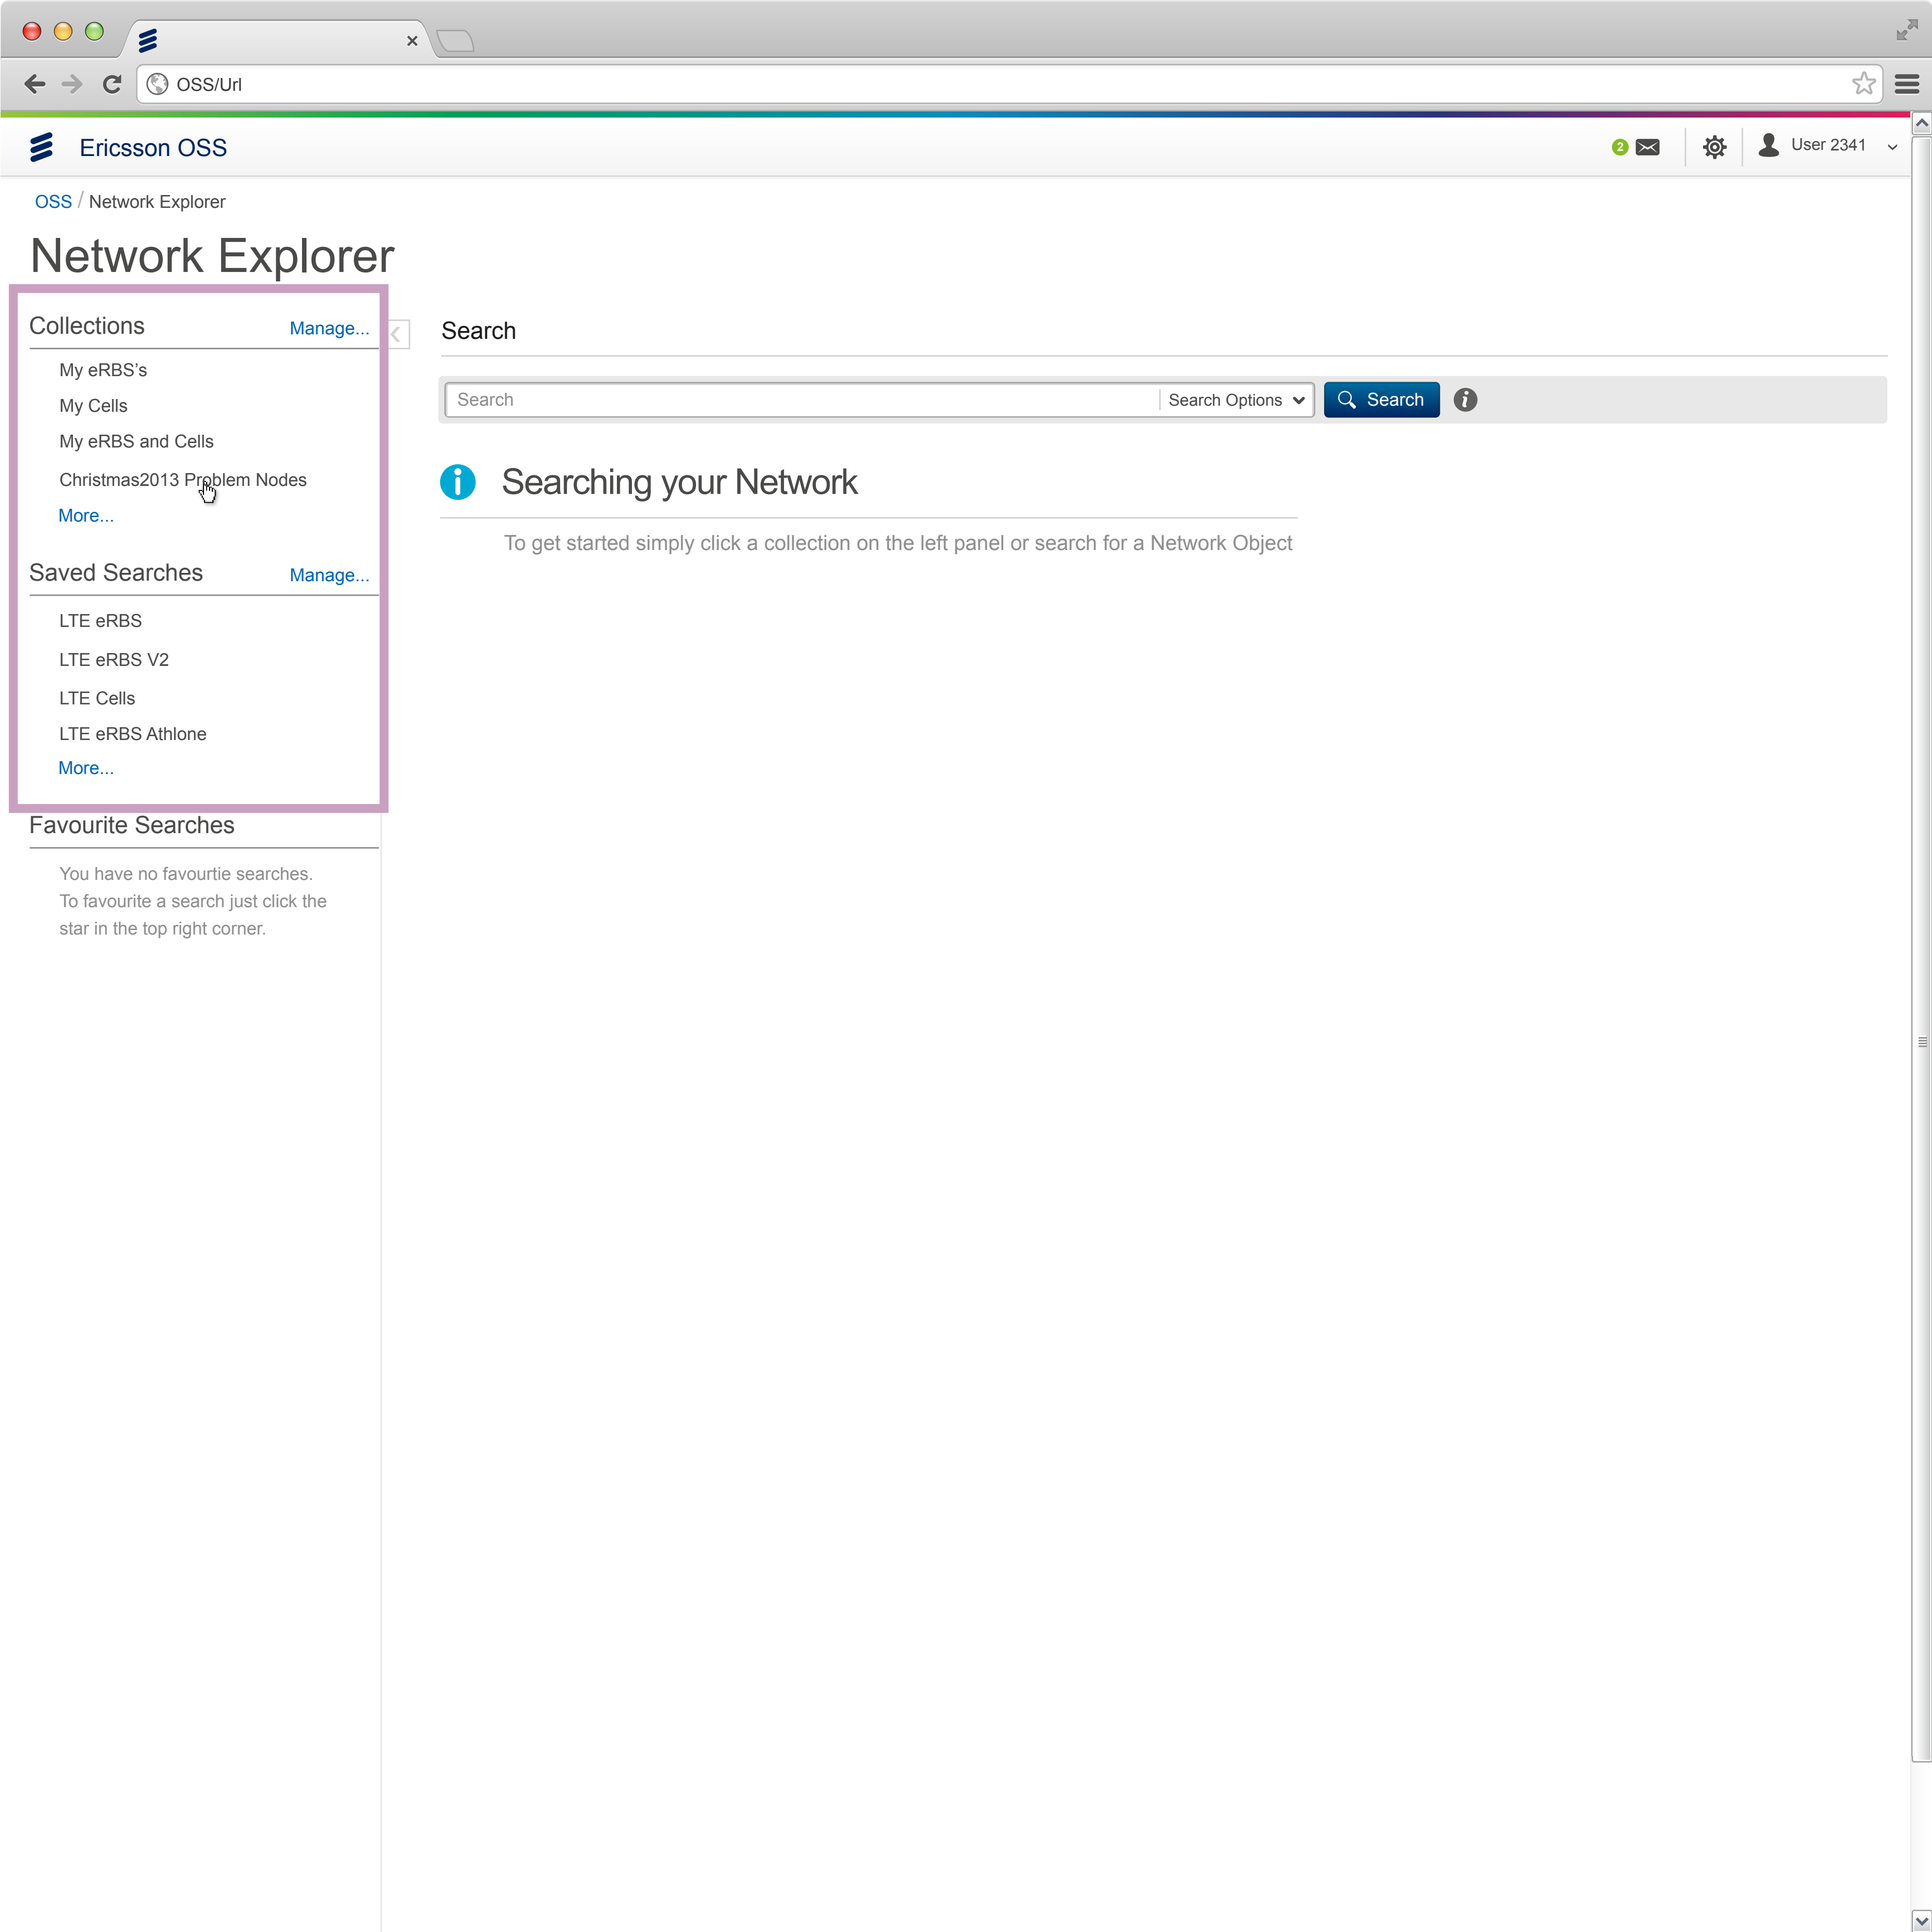 OSS/Url
Ericsson OSS
2
User 2341
OSS / Network Explorer
Network Explorer
Collections Manage...
My eRBS’s
My Cells
My eRBS and Cells
Christmas2013 Problem Nodes
More...
Saved Searches Manage...
LTE eRBS
LTE eRBS V2
LTE Cells
LTE eRBS Athlone
More...
Favourite Searches
You have no favourtie searches.
To favourite a search just click the
star in the top right corner.
Search
Search Search Options Search
Searching your Network
To get started simply click a collection on the left panel or search for a Network Object